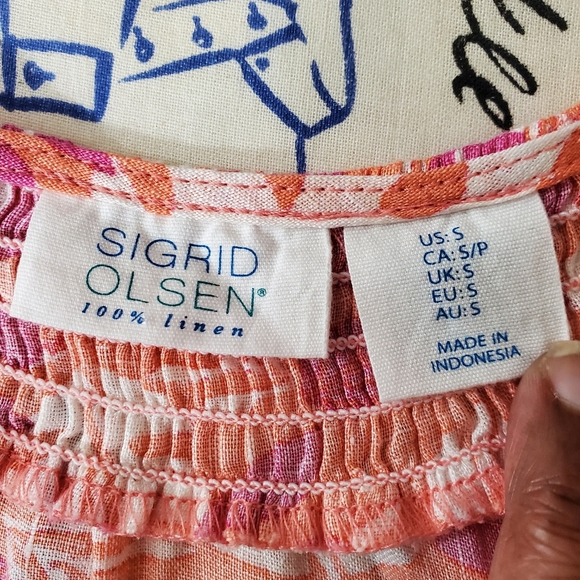 SIGRID
OLSEN®
100% linen
US: S
CA: S/P
UK: S
EU: S
AU: S
MADE IN
INDONESIA